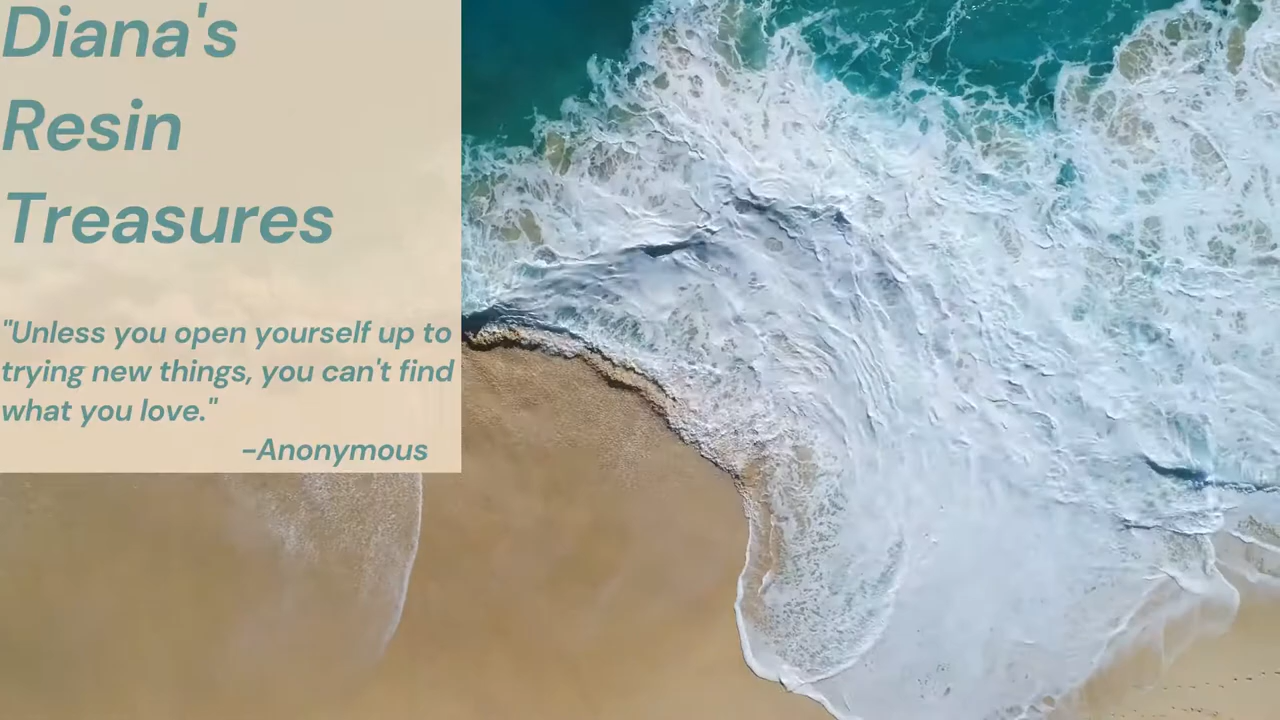 Diana's
Resin
Treasures
"Unless you open yourself up to
trying new things, you can't find
what you love."
-Anonymous